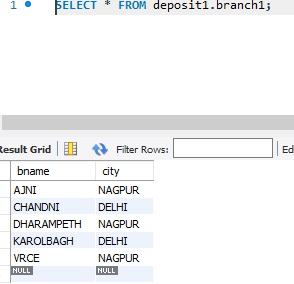 1 SELECT * FROM deposit1.branch1;
Result Grid Filter Rows: Ed
bname city
AJNI NAGPUR
CHANDNI DELHI
DHARAMPETH NAGPUR
KAROLBAGH DELHI
VRCE NAGPUR
NULL NULL